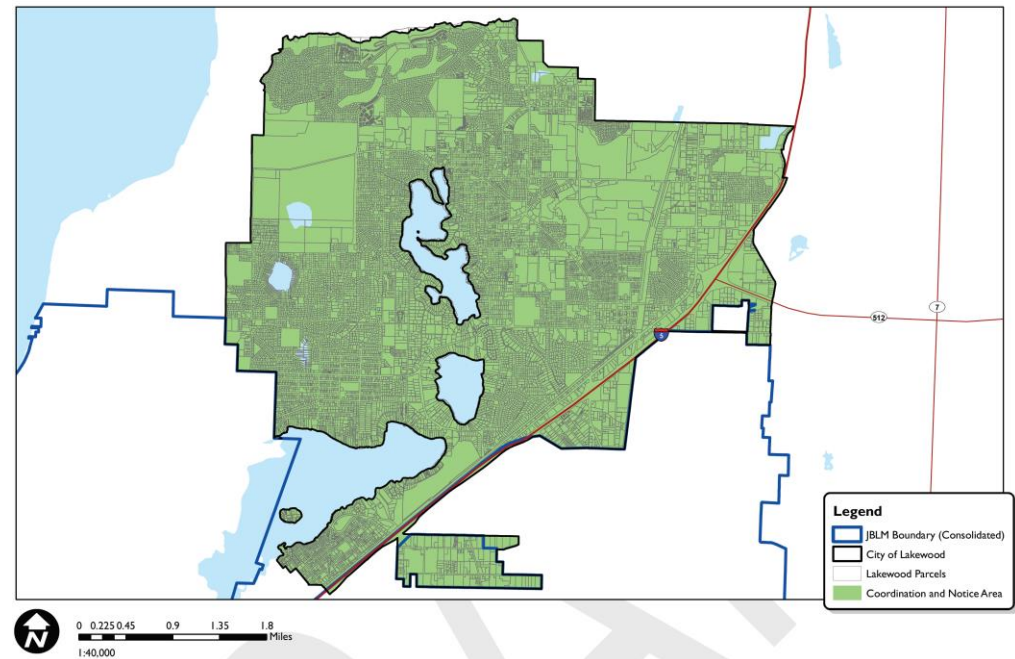 512
7
5
Legend
JBLM Boundary (Consolidated)
City of Lakewood
Lakewood Parcels
Coordination and Notice Area
N
0 0.225 0.45 0.9 1.35 1.8
Miles
1:40,000